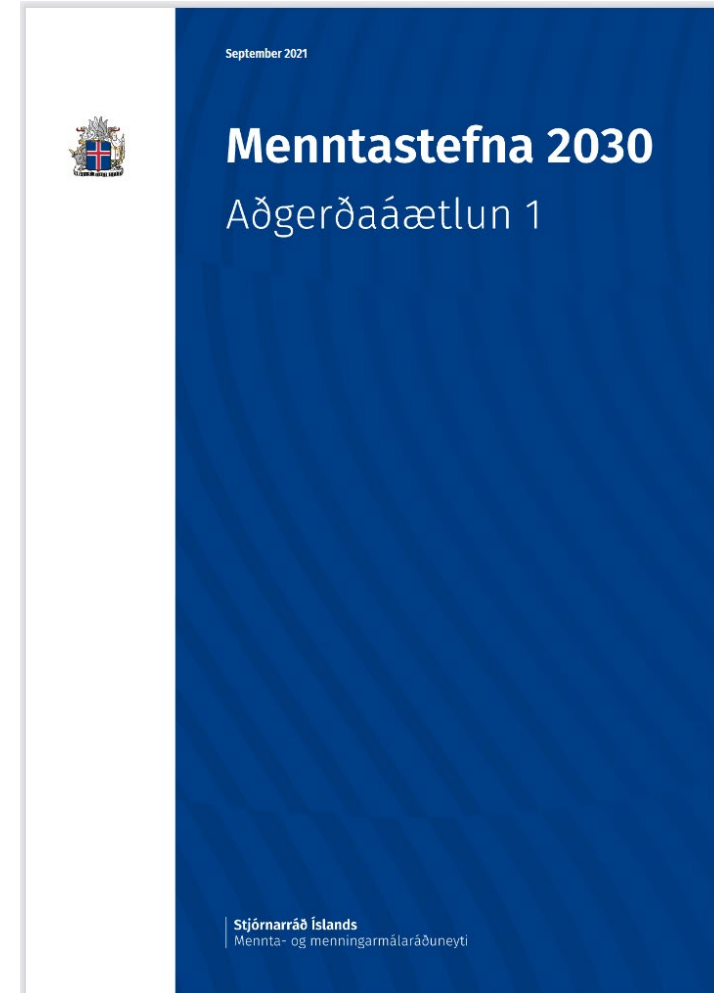 September 2021
Menntastefna 2030
Aðgerðaáætlun 1
Stjórnarráð Íslands
Mennta- og menningarmálaráðuneyti